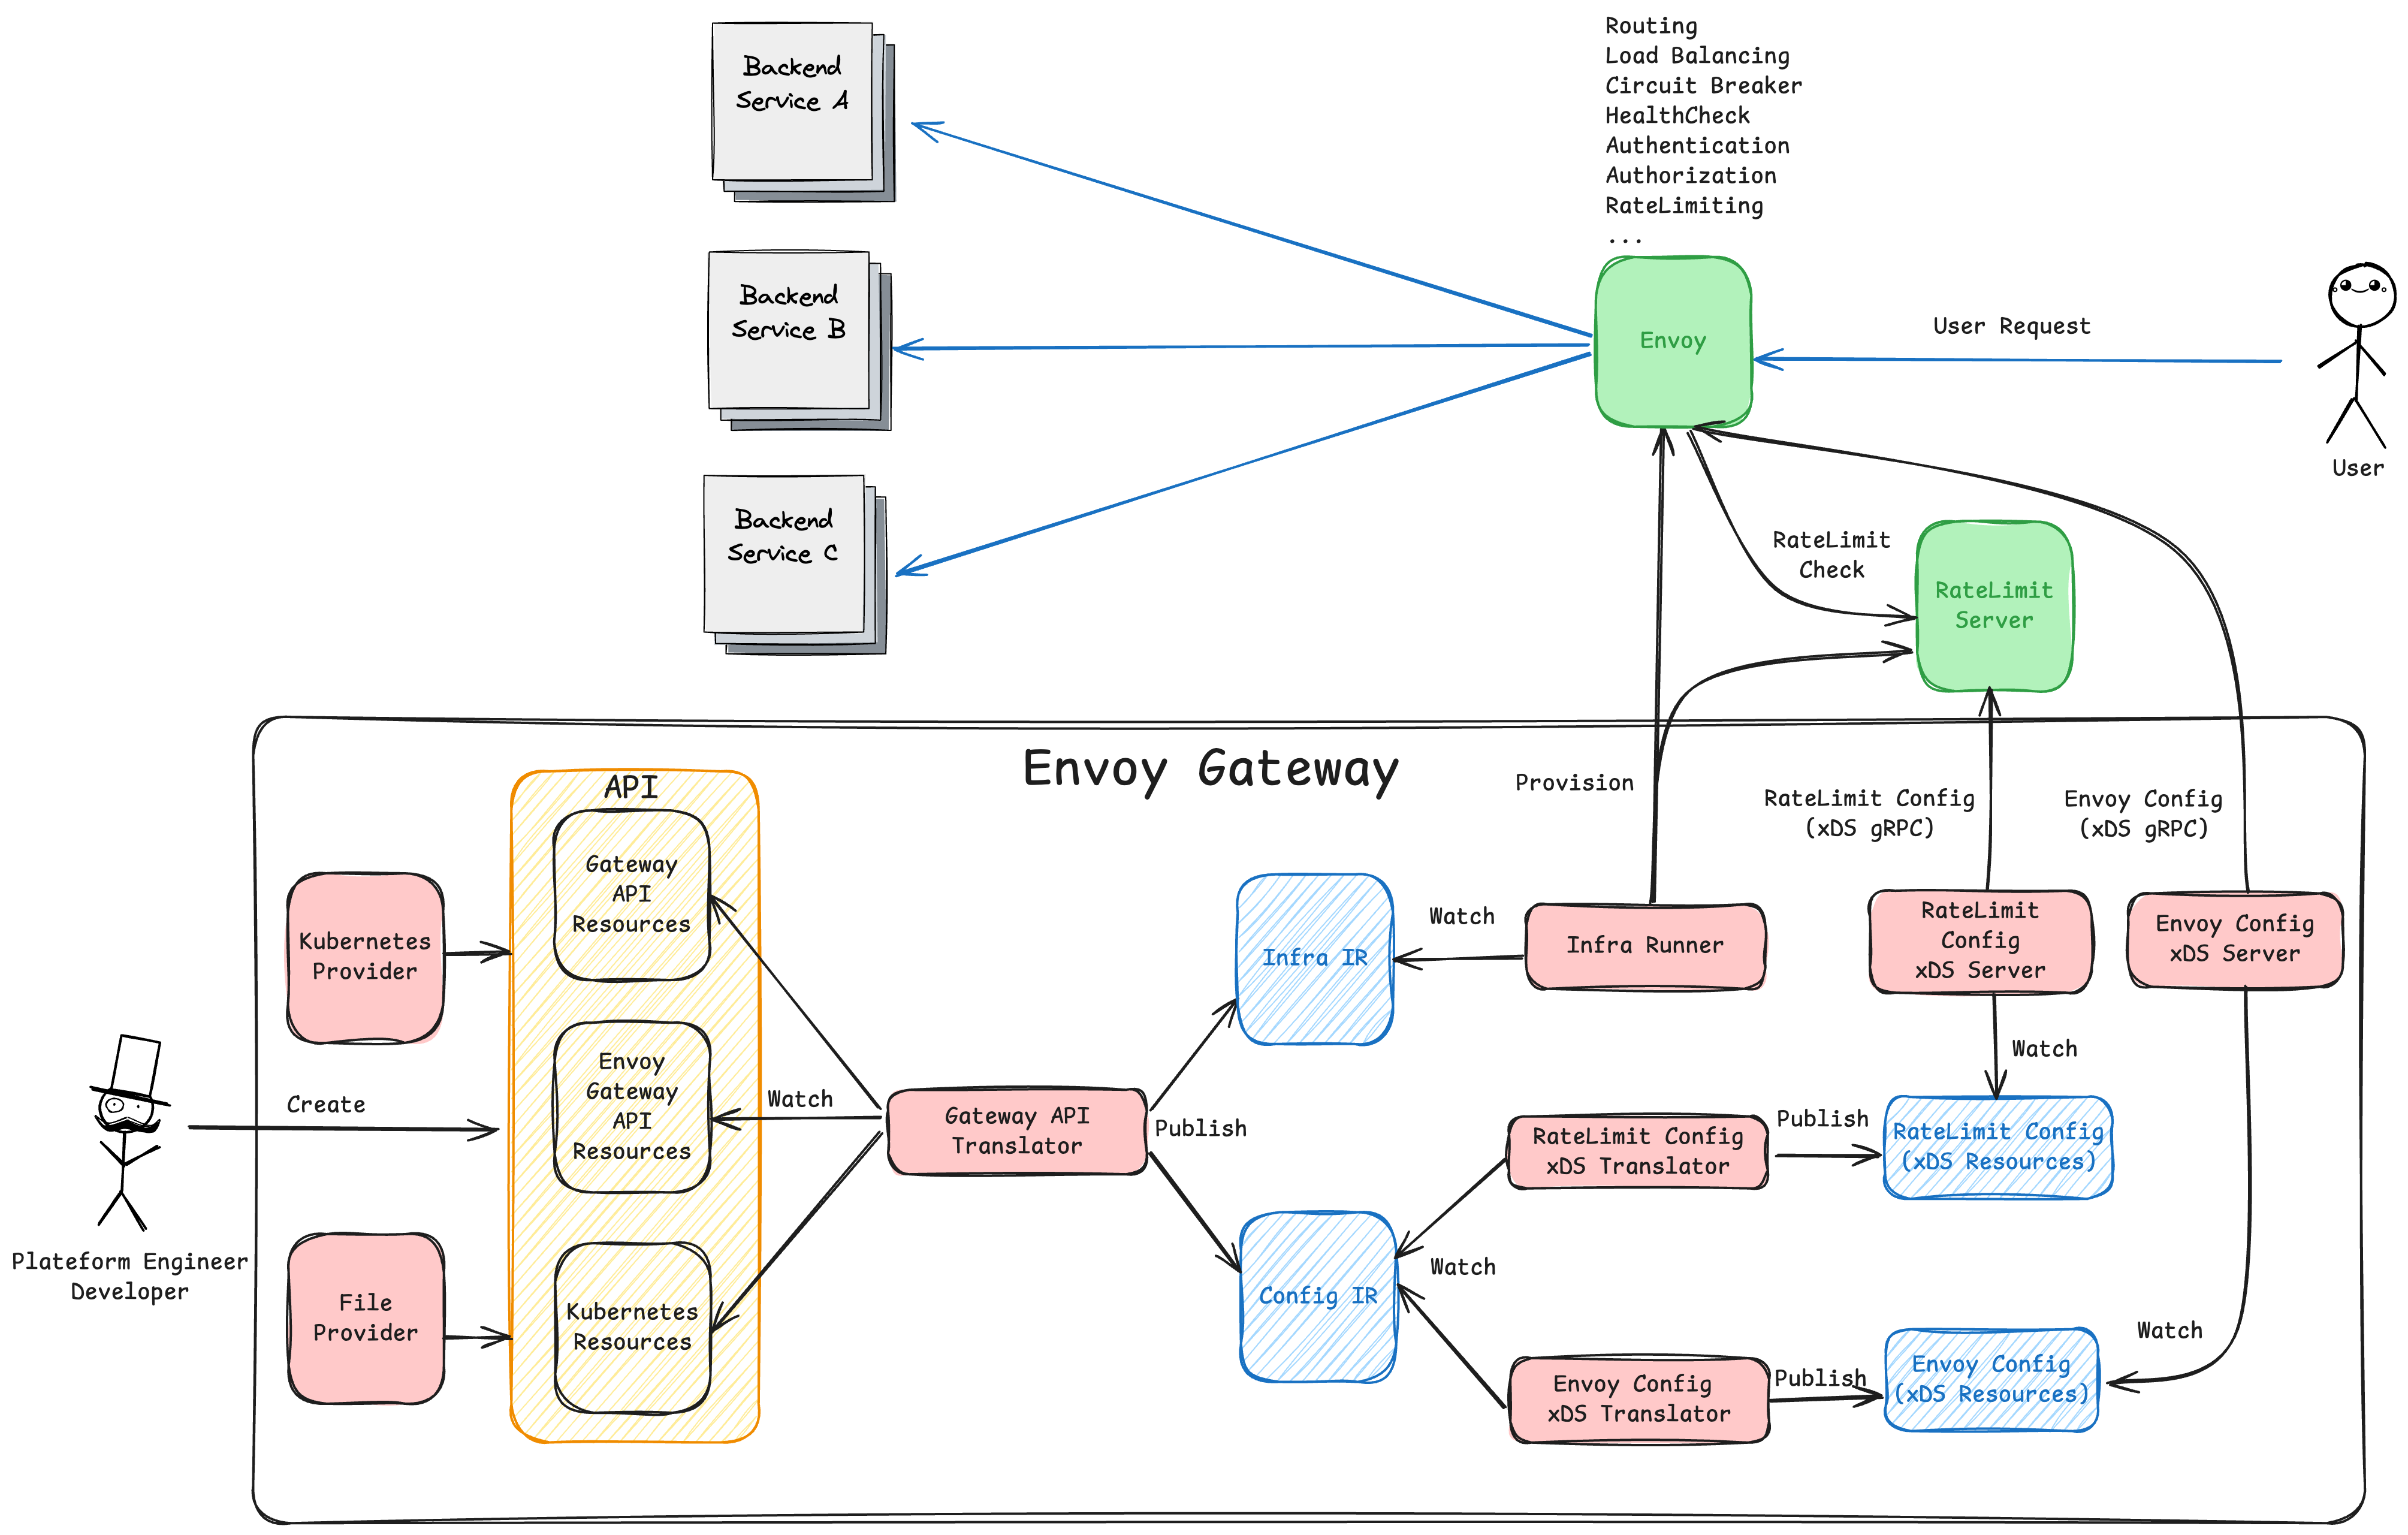 Routing
Load Balancing
Circuit Breaker
HealthCheck
Authentication
Authorization
RateLimiting
...
Backend
Service A
Backend
Service B
Backend
Service C
Envoy
User Request
User
RateLimit
Check
RateLimit
Server
Envoy Gateway
API
Provision
RateLimit Config
(xDS gRPC)
Envoy Config
(xDS gRPC)
Gateway
API
Resources
Kubernetes
Provider
Infra IR
Watch
Infra Runner
RateLimit
Config
xDS Server
Envoy Config
xDS Server
Watch
Create
Envoy
Gateway
API
Resources
Watch
Gateway API
Translator
Publish
RateLimit Config
xDS Translator
Publish
RateLimit Config
(xDS Resources)
Plateform Engineer
Developer
File
Provider
Kubernetes
Resources
Config IR
Watch
Envoy Config
xDS Translator
Publish
Envoy Config
(xDS Resources)
Watch